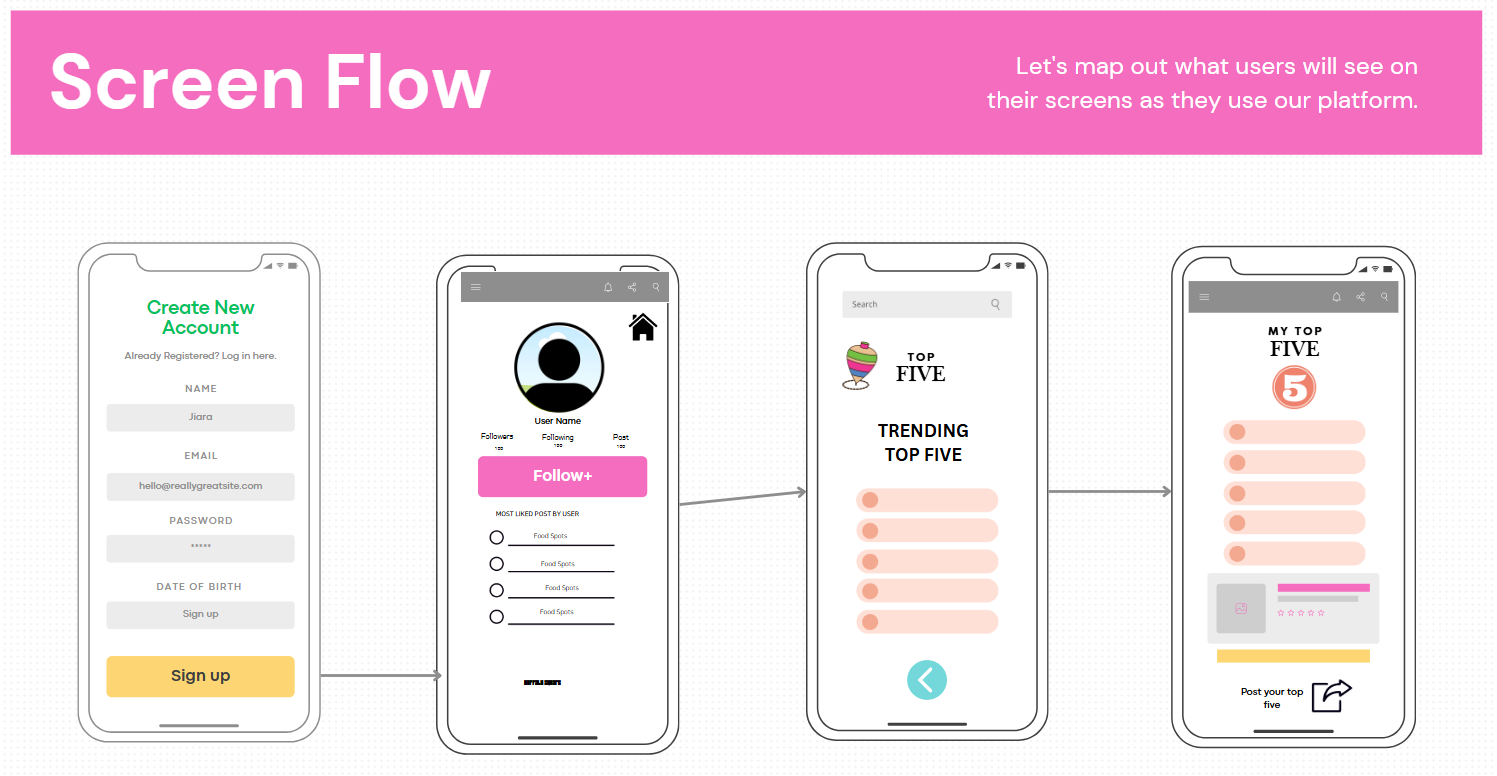 Screen Flow
Let's map out what users will see on
their screens as they use our platform.
Create New
Account
Already Registered? Log in here.
NAME
Jiara
EMAIL
hello@reallygreatsite.com
PASSWORD
*****
DATE OF BIRTH
Sign up
Sign up
User Name
Followers Following Post
100 100 100
Follow+
MOST LIKED POST BY USER
Food Spots
Food Spots
Food Spots
Food Spots
Search
TOP
FIVE
TRENDING
TOP FIVE
MY TOP
FIVE
5
Post your top
five